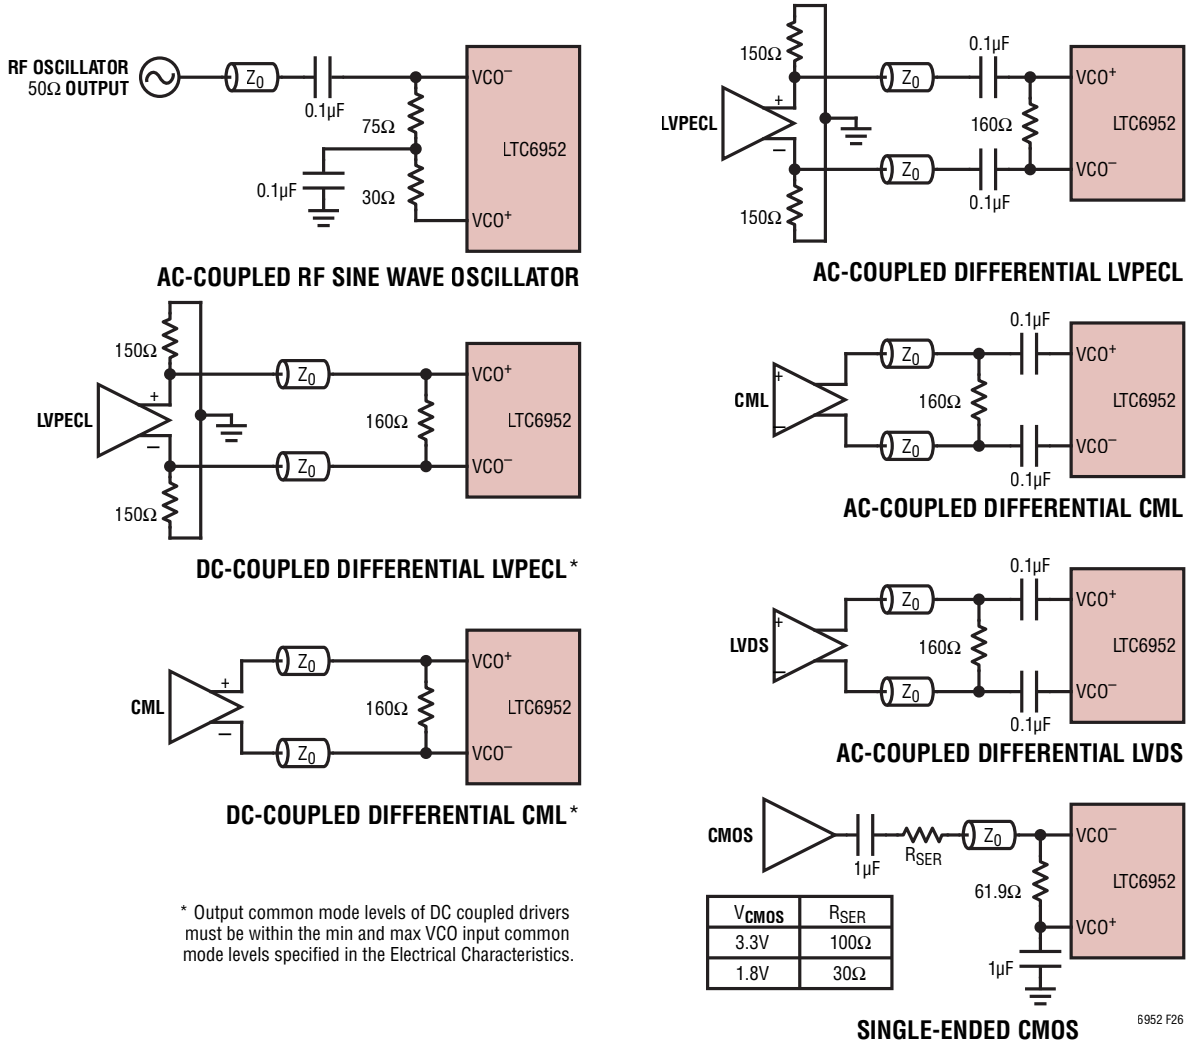 RF OSCILLATOR
50Ω OUTPUT
Z0
0.1µF
VCO–
75Ω
LTC6952
0.1µF
30Ω
VCO+
AC-COUPLED RF SINE WAVE OSCILLATOR
150Ω
LVPECL
+
–
150Ω
Z0
Z0
160Ω
VCO+
LTC6952
VCO–
DC-COUPLED DIFFERENTIAL LVPECL*
CML
+
–
Z0
Z0
160Ω
VCO+
LTC6952
VCO–
DC-COUPLED DIFFERENTIAL CML*
* Output common mode levels of DC coupled drivers
must be within the min and max VCO input common
mode levels specified in the Electrical Characteristics.
150Ω
LVPECL
+
–
150Ω
Z0
Z0
0.1µF
0.1µF
160Ω
VCO+
LTC6952
VCO–
AC-COUPLED DIFFERENTIAL LVPECL
CML
+
–
Z0
Z0
160Ω
0.1µF
0.1µF
VCO+
LTC6952
VCO–
AC-COUPLED DIFFERENTIAL CML
LVDS
+
–
Z0
Z0
160Ω
0.1µF
0.1µF
VCO+
LTC6952
VCO–
AC-COUPLED DIFFERENTIAL LVDS
CMOS
1µF
RSER
Z0
61.9Ω
1µF
VCO–
LTC6952
VCO+
VCMOS RSER
3.3V 100Ω
1.8V 30Ω
SINGLE-ENDED CMOS
6952 F26